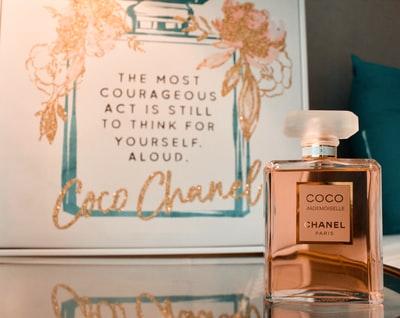 THE MOST
COURAGEOUS
ACT IS STILL
TO THINK FOR
YOURSELF.
ALOUD.
Coco Chanel
COCO
MADEMOISELLE
CHANEL
PARIS